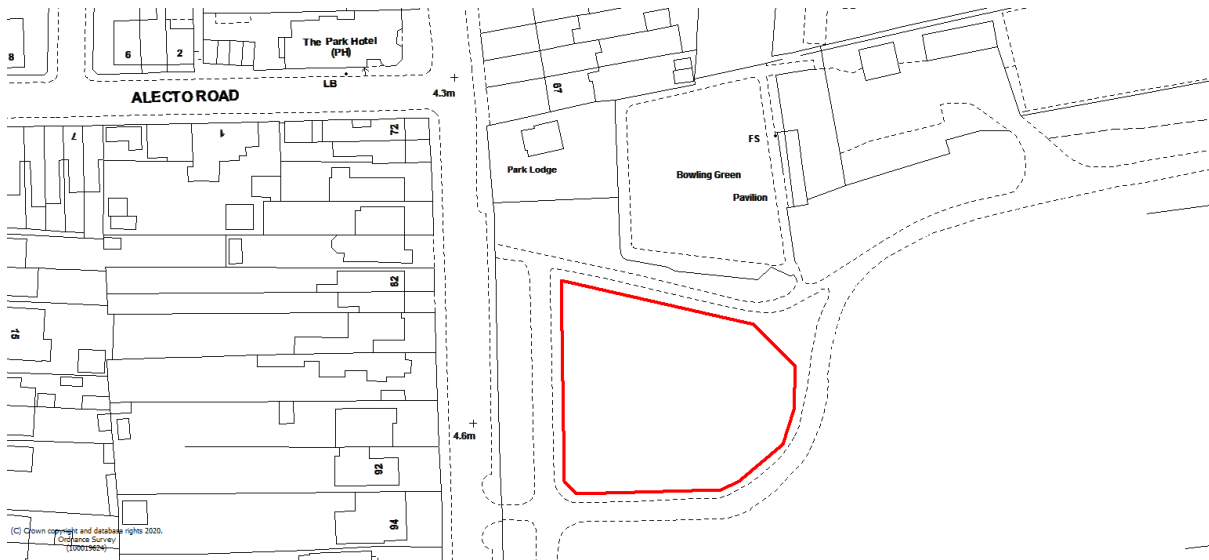 The Park Hotel
(PH)
8
6
2
LB
4.3m
ALECTO ROAD
67
7
1
72
FS
Park Lodge
Bowling Green
Pavilion
82
15
4.6m
92
94
(C) Crown copyright and database rights 2020.
Ordnance Survey
(100019624)